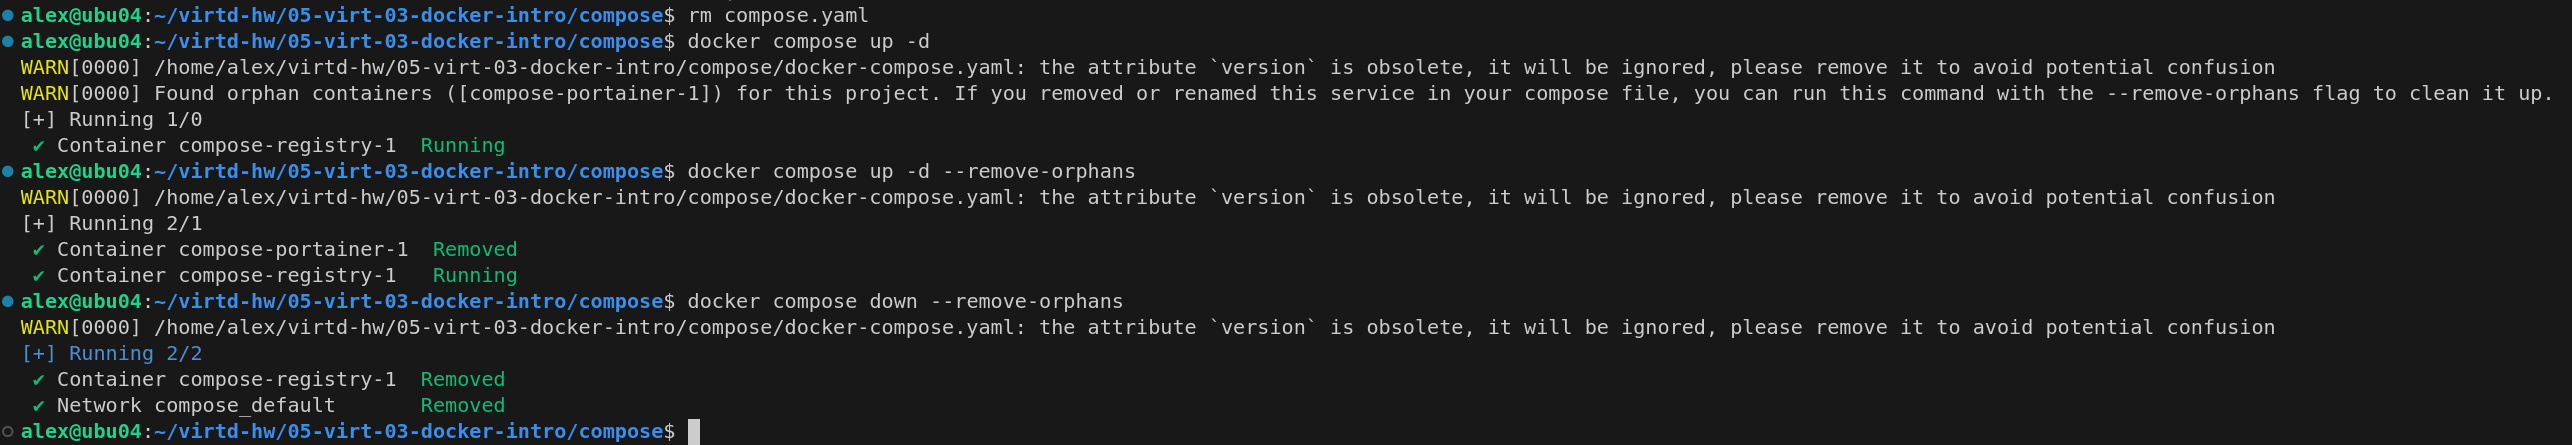 alex@ubu04:~/virtd-hw/05-virt-03-docker-intro/compose$ rm compose.yaml
alex@ubu04:~/virtd-hw/05-virt-03-docker-intro/compose$ docker compose up -d
WARN[0000] /home/alex/virtd-hw/05-virt-03-docker-intro/compose/docker-compose.yaml: the attribute `version` is obsolete, it will be ignored, please remove it to avoid potential confusion
WARN[0000] Found orphan containers ([compose-portainer-1]) for this project. If you removed or renamed this service in your compose file, you can run this command with the --remove-orphans flag to clean it up.
[+] Running 1/0
✔ Container compose-registry-1  Running
alex@ubu04:~/virtd-hw/05-virt-03-docker-intro/compose$ docker compose up -d --remove-orphans
WARN[0000] /home/alex/virtd-hw/05-virt-03-docker-intro/compose/docker-compose.yaml: the attribute `version` is obsolete, it will be ignored, please remove it to avoid potential confusion
[+] Running 2/1
✔ Container compose-portainer-1  Removed
✔ Container compose-registry-1   Running
alex@ubu04:~/virtd-hw/05-virt-03-docker-intro/compose$ docker compose down --remove-orphans
WARN[0000] /home/alex/virtd-hw/05-virt-03-docker-intro/compose/docker-compose.yaml: the attribute `version` is obsolete, it will be ignored, please remove it to avoid potential confusion
[+] Running 2/2
✔ Container compose-registry-1  Removed
✔ Network compose_default       Removed
alex@ubu04:~/virtd-hw/05-virt-03-docker-intro/compose$